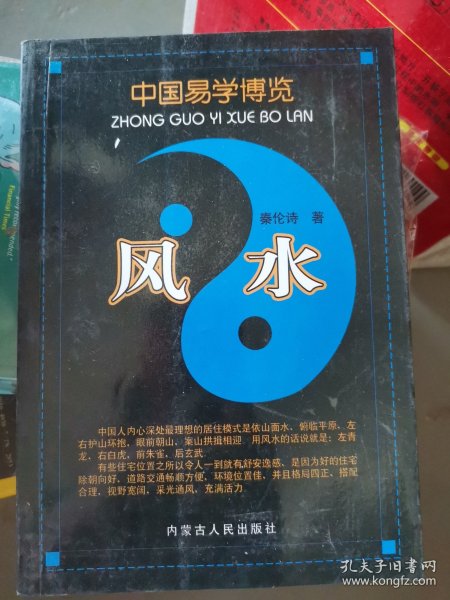 中国易学博览
ZHONG GUO YI XUE BO LAN
秦伦诗 著
风水
中国人内心深处最理想的居住模式是依山面水、俯临平原、左
右护山环抱、眼前朝山、案山拱揖相迎。用风水的话说就是：左青
龙、右白虎、前朱雀、后玄武。
有些住宅位置之所以令人一到就有舒安逸感，是因为好的住宅
除朝向好、道路交通畅顺方便、环境位置佳、并且格局四正、搭配
合理、视野宽阔、采光通风、充满活力。
内蒙古人民出版社
Financial Times
孔夫子旧书网
www.kongfz.com